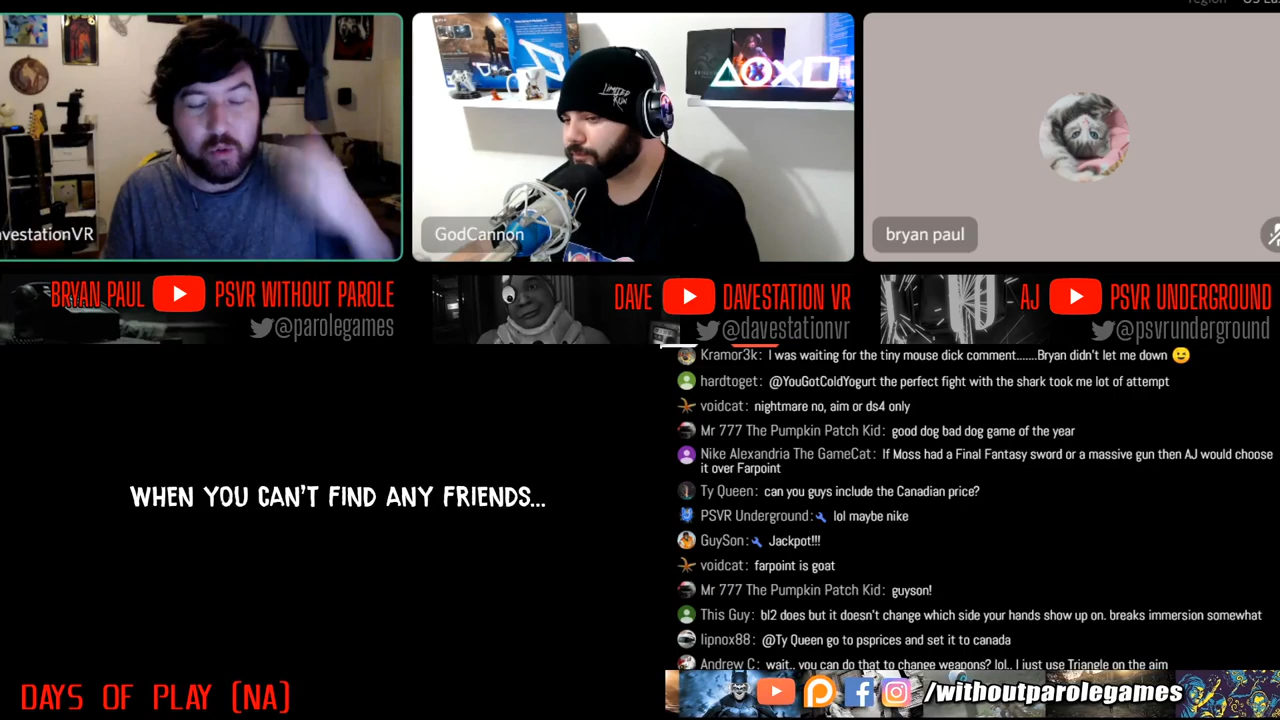 LIMITED
RUN
avestationVR
GodCannon
bryan paul
BRYAN PAUL PSVR WITHOUT PAROLE
@parolegames
DAVE DAVESTATION VR
@davestationvr
AJ PSVR UNDERGROUND
@psvrunderground
Kramor3k: I was waiting for the tiny mouse dick comment.......Bryan didn't let me down 😉
hardtoget: @YouGotColdYogurt the perfect fight with the shark took me lot of attempt
voidcat: nightmare no, aim or ds4 only
Mr 777 The Pumpkin Patch Kid: good dog bad dog game of the year
Nike Alexandria The GameCat: If Moss had a Final Fantasy sword or a massive gun then AJ would choose
it over Farpoint
Ty Queen: can you guys include the Canadian price?
PSVR Underground: lol maybe nike
GuySon: Jackpot!!!
voidcat: farpoint is goat
Mr 777 The Pumpkin Patch Kid: guyson!
This Guy: bl2 does but it doesn't change which side your hands show up on. breaks immersion somewhat
lipnox88: @Ty Queen go to psprices and set it to canada
Andrew C: wait.. you can do that to change weapons? lol.. I just use Triangle on the aim
WHEN YOU CAN'T FIND ANY FRIENDS...
DAYS OF PLAY (NA)
/withoutparolegames